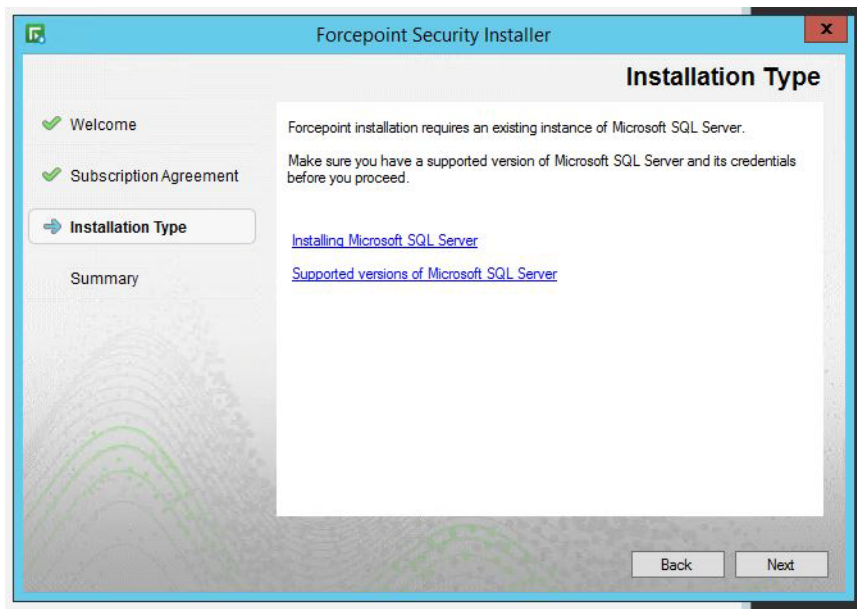 Forcepoint Security Installer
x
Installation Type
Welcome
Subscription Agreement
Installation Type
Summary
Forcepoint installation requires an existing instance of Microsoft SQL Server.
Make sure you have a supported version of Microsoft SQL Server and its credentials
before you proceed.
Installing Microsoft SQL Server
Supported versions of Microsoft SQL Server
Back
Next